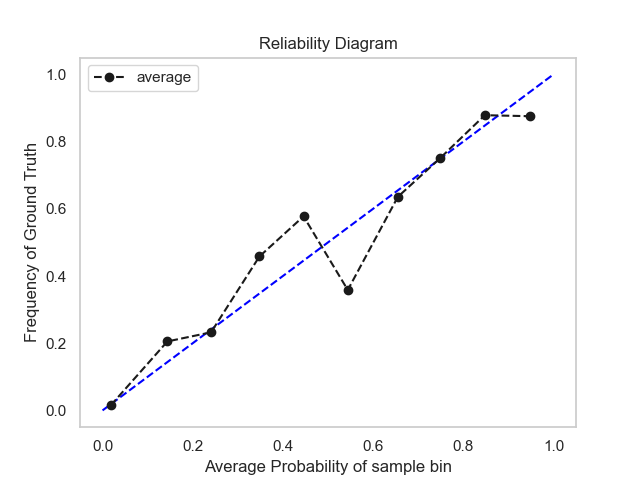 Reliability Diagram
average
Frequency of Ground Truth
1.0
0.8
0.6
0.4
0.2
0.0
0.0 0.2 0.4 0.6 0.8 1.0
Average Probability of sample bin